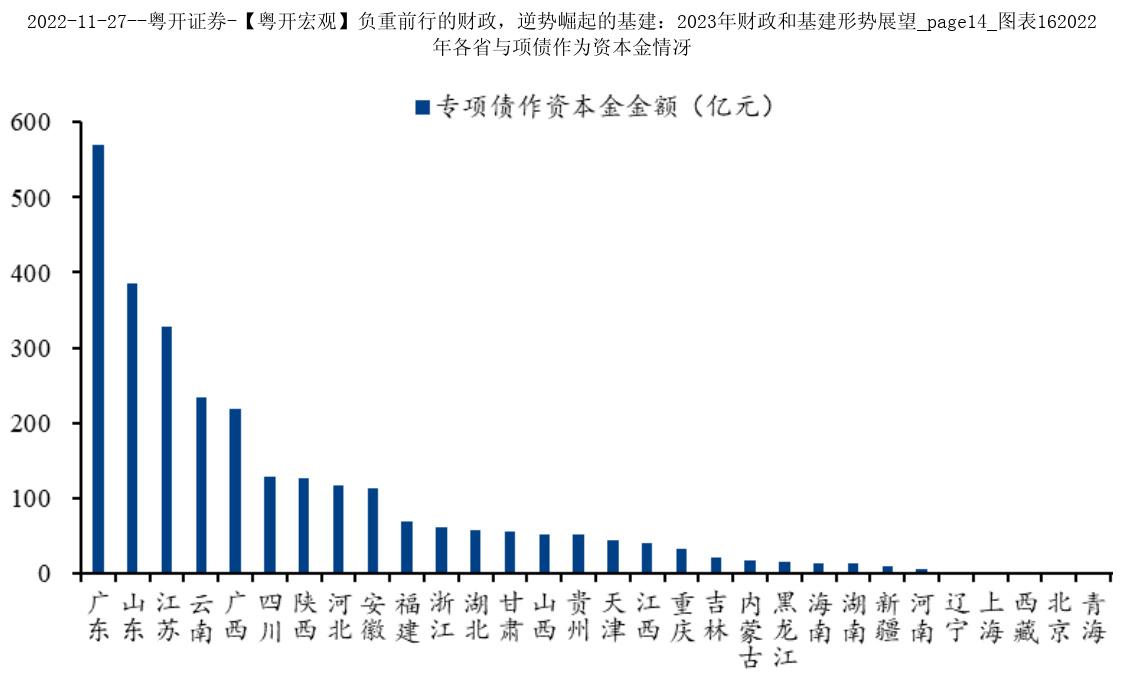 2022-11-27--粤开证券-【粤开宏观】负重前行的财政，逆势崛起的基建：2023年财政和基建形势展望_page14_图表162022
年各省与项债作为资本金情冴
专项债作资本金金额（亿元）
600
500
400
300
200
100
0
广东
山东
江苏
云南
广西
四川
陕西
河北
安徽
福建
浙江
湖北
甘肃
山西
贵州
天津
江西
重庆
吉林
内蒙古
黑龙江
海南
湖南
新疆
河南
辽宁
上海
西藏
北京
青海